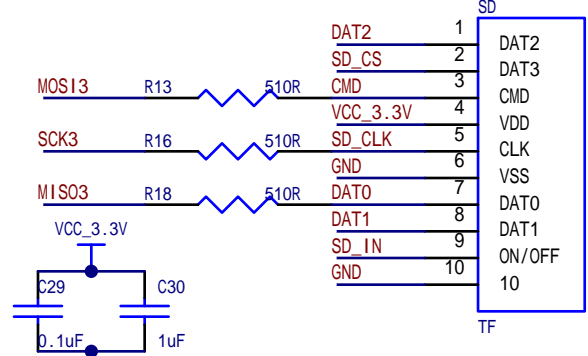 SD
DAT2 1 DAT2
SD_CS 2 DAT3
MOSI3 R13 510R CMD 3 CMD
VCC_3.3V 4 VDD
SCK3 R16 510R SD_CLK 5 CLK
GND 6 VSS
MISO3 R18 510R DAT0 7 DAT0
DAT1 8 DAT1
VCC_3.3V SD_IN 9 ON/OFF
GND 10 10
C29 C30
TF
0.1uF 1uF